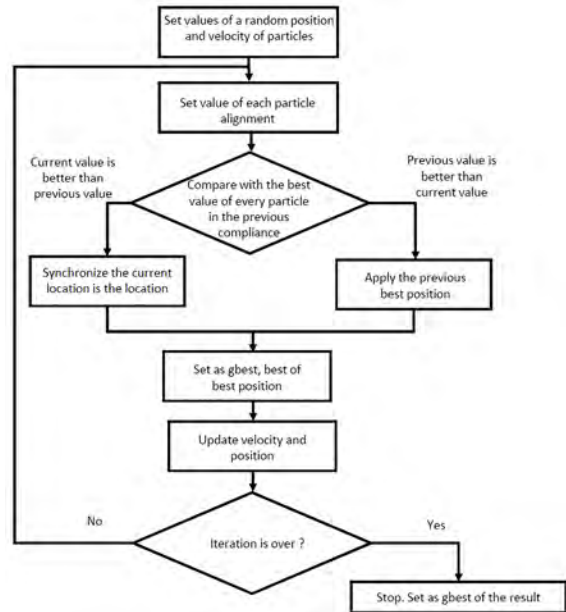 Set values of a random position
and velocity of particles
Set value of each particle
alignment
Current value is
better than
previous value
Previous value is
better than
current value
Compare with the best
value of every particle
in the previous
compliance
Synchronize the current
location is the location
Apply the previous
best position
Set as gbest, best of
best position
Update velocity and
position
No
Yes
Iteration is over ?
Stop. Set as gbest of the result